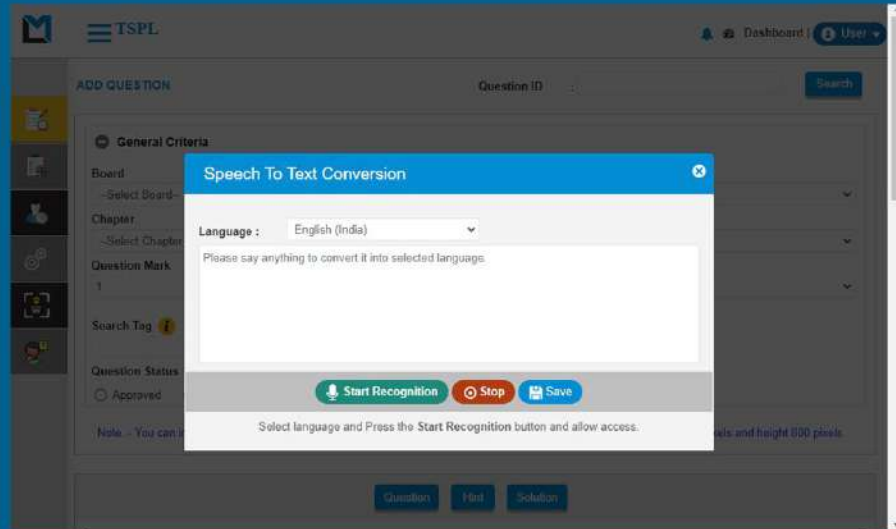 TSPL
Dashboard | User
ADD QUESTION
Question ID :
Search
General Criteria
Board
--Select Board--
Chapter
--Select Chapter
Question Mark
1
Search Tag i
Question Status
Approved
Note - You can
and height 800 pixels
Speech To Text Conversion
Language :
English (India)
Please say anything to convert it into selected language.
Start Recognition
Stop
Save
Select language and Press the Start Recognition button and allow access.
Question
Hint
Solution